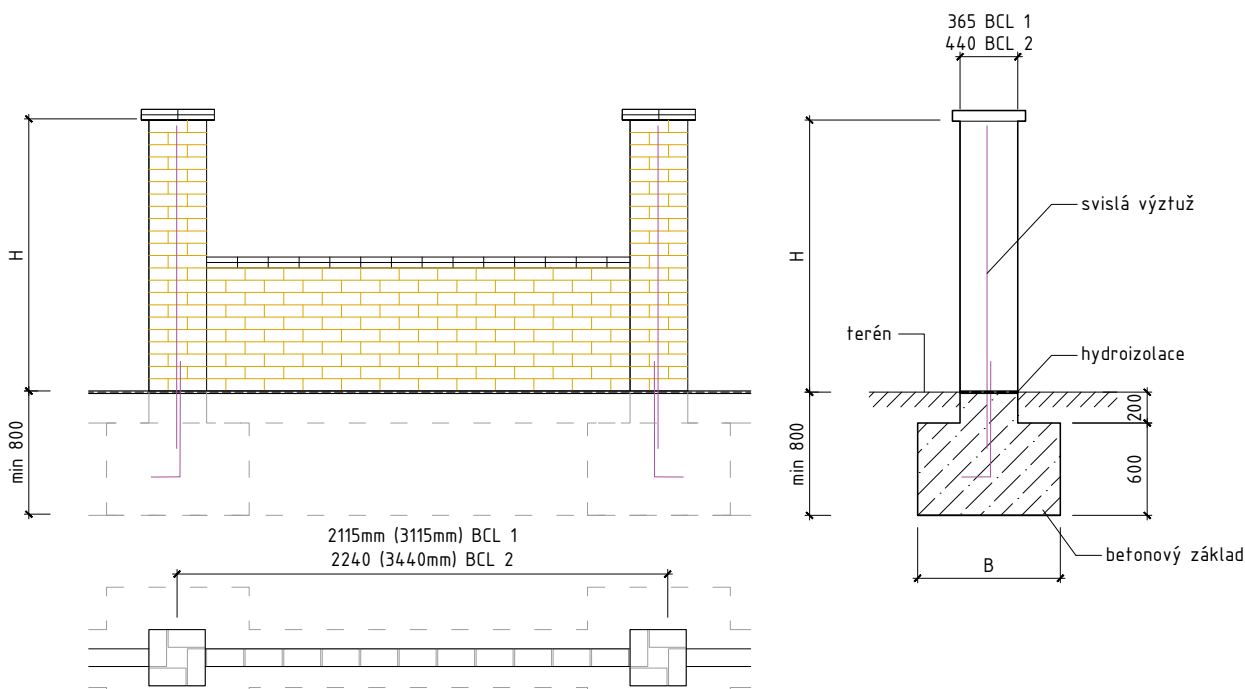 365 BCL 1
440 BCL 2
H
H
svislá výztuž
terén
hydroizolace
min 800
min 800
200
600
2115mm (3115mm) BCL 1
2240 (3440mm) BCL 2
B
betonový základ